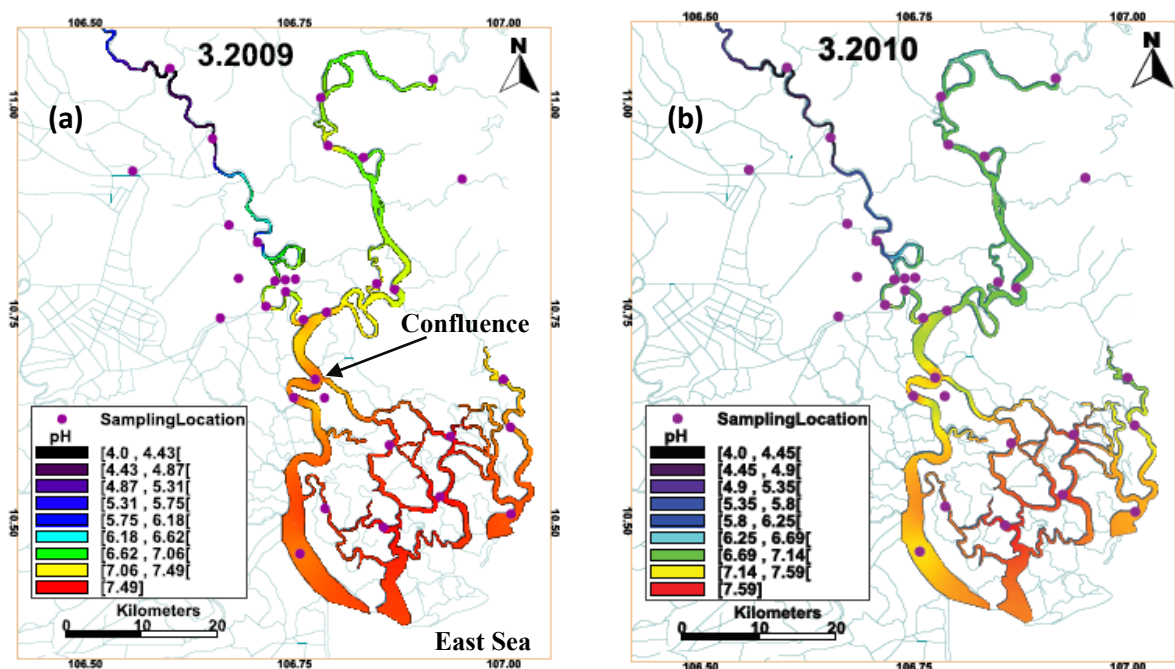 106.50 106.75 107.00
3.2009
N
(a)
11.00
10.75
10.50
Confluence
SamplingLocation
pH
[4.0 , 4.43[
[4.43 , 4.87[
[4.87 , 5.31[
[5.31 , 5.75[
[5.75 , 6.18[
[6.18 , 6.62[
[6.62 , 7.06[
[7.06 , 7.49[
[7.49]
Kilometers
0 10 20
East Sea
106.50 106.75 107.00
106.50 106.75 107.00
3.2010
N
(b)
11.00
10.75
10.50
SamplingLocation
pH
[4.0 , 4.45[
[4.45 , 4.9[
[4.9 , 5.35[
[5.35 , 5.8[
[5.8 , 6.25[
[6.25 , 6.69[
[6.69 , 7.14[
[7.14 , 7.59[
[7.59]
Kilometers
0 10 20
11.00
10.75
10.50
106.50 106.75 107.00